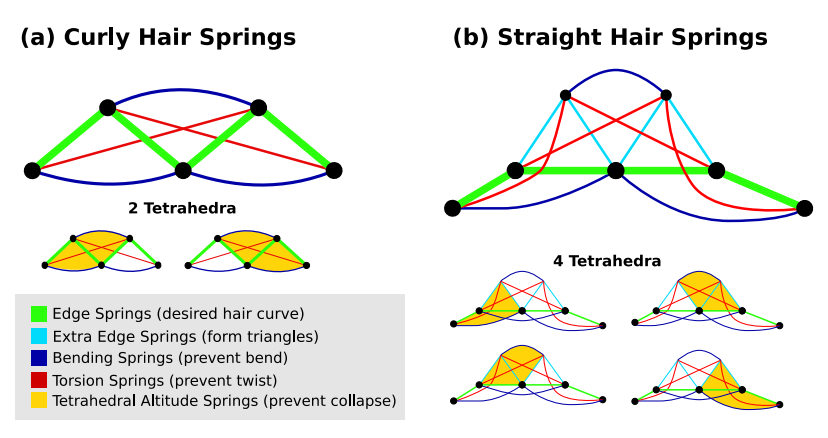 (a) Curly Hair Springs
(b) Straight Hair Springs
2 Tetrahedra
4 Tetrahedra
Edge Springs (desired hair curve)
Extra Edge Springs (form triangles)
Bending Springs (prevent bend)
Torsion Springs (prevent twist)
Tetrahedral Altitude Springs (prevent collapse)